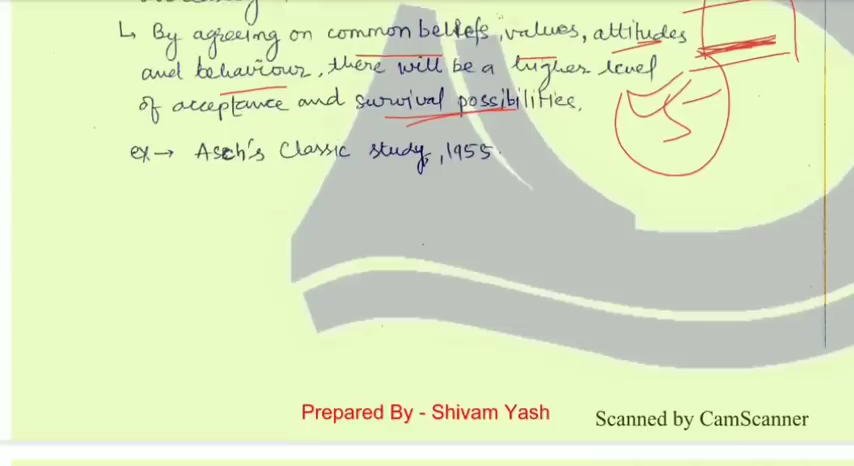 ↳ By agreeing on common beliefs, values, attitudes
and behaviour, there will be a higher level
of acceptance and survival possibilities.
ex → Asch's Classic study, 1955.
Prepared By - Shivam Yash
Scanned by CamScanner